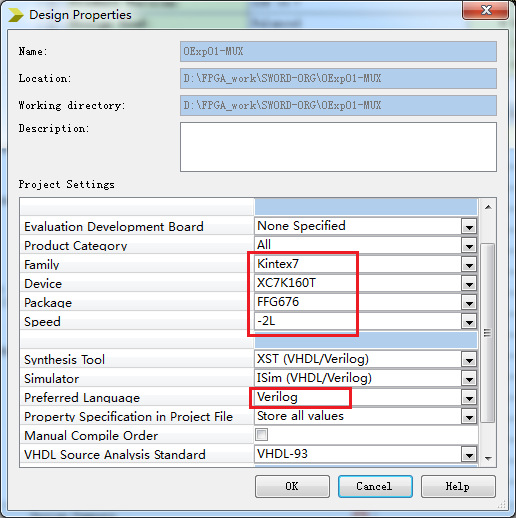 Design Properties
Name: OExp01-MUX
Location: D:\FPGA_work\SWORD-ORG\OExp01-MUX
Working directory: D:\FPGA_work\SWORD-ORG\OExp01-MUX
Description:
Project Settings
Evaluation Development Board None Specified
Product Category All
Family Kintex7
Device XC7K160T
Package FFG676
Speed -2L
Synthesis Tool XST (VHDL/Verilog)
Simulator ISim (VHDL/Verilog)
Preferred Language Verilog
Property Specification in Project File Store all values
Manual Compile Order
VHDL Source Analysis Standard VHDL-93
OK Cancel Help